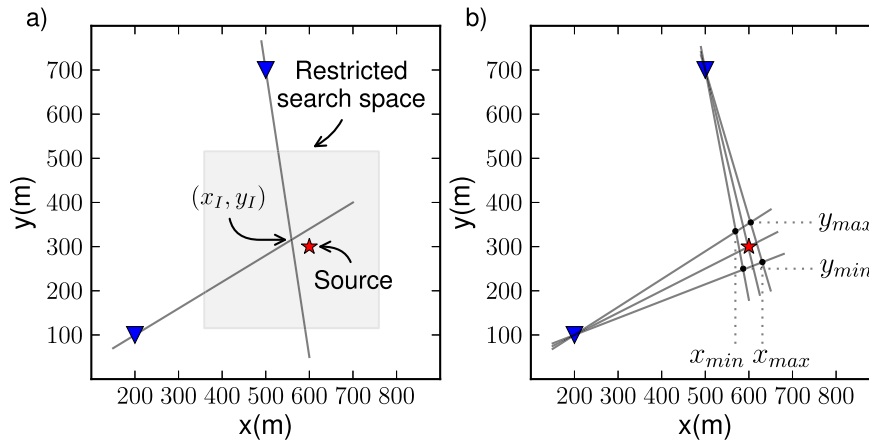 a)
700
600
500
400
300
200
100
y(m)
Restricted
search space
(x_I, y_I)
Source
200 300 400 500 600 700 800
x(m)
b)
700
600
500
400
300
200
100
y(m)
y_max
y_min
x_min x_max
200 300 400 500 600 700 800
x(m)